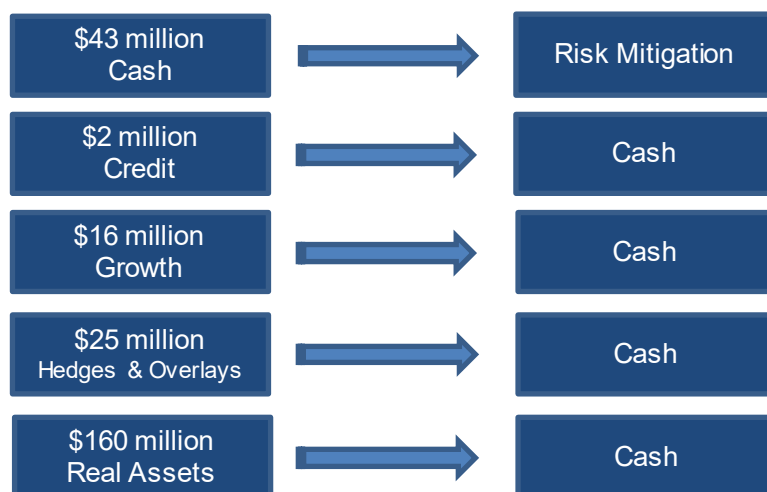 $43 million
Cash
Risk Mitigation
$2 million
Credit
Cash
$16 million
Growth
Cash
$25 million
Hedges & Overlays
Cash
$160 million
Real Assets
Cash